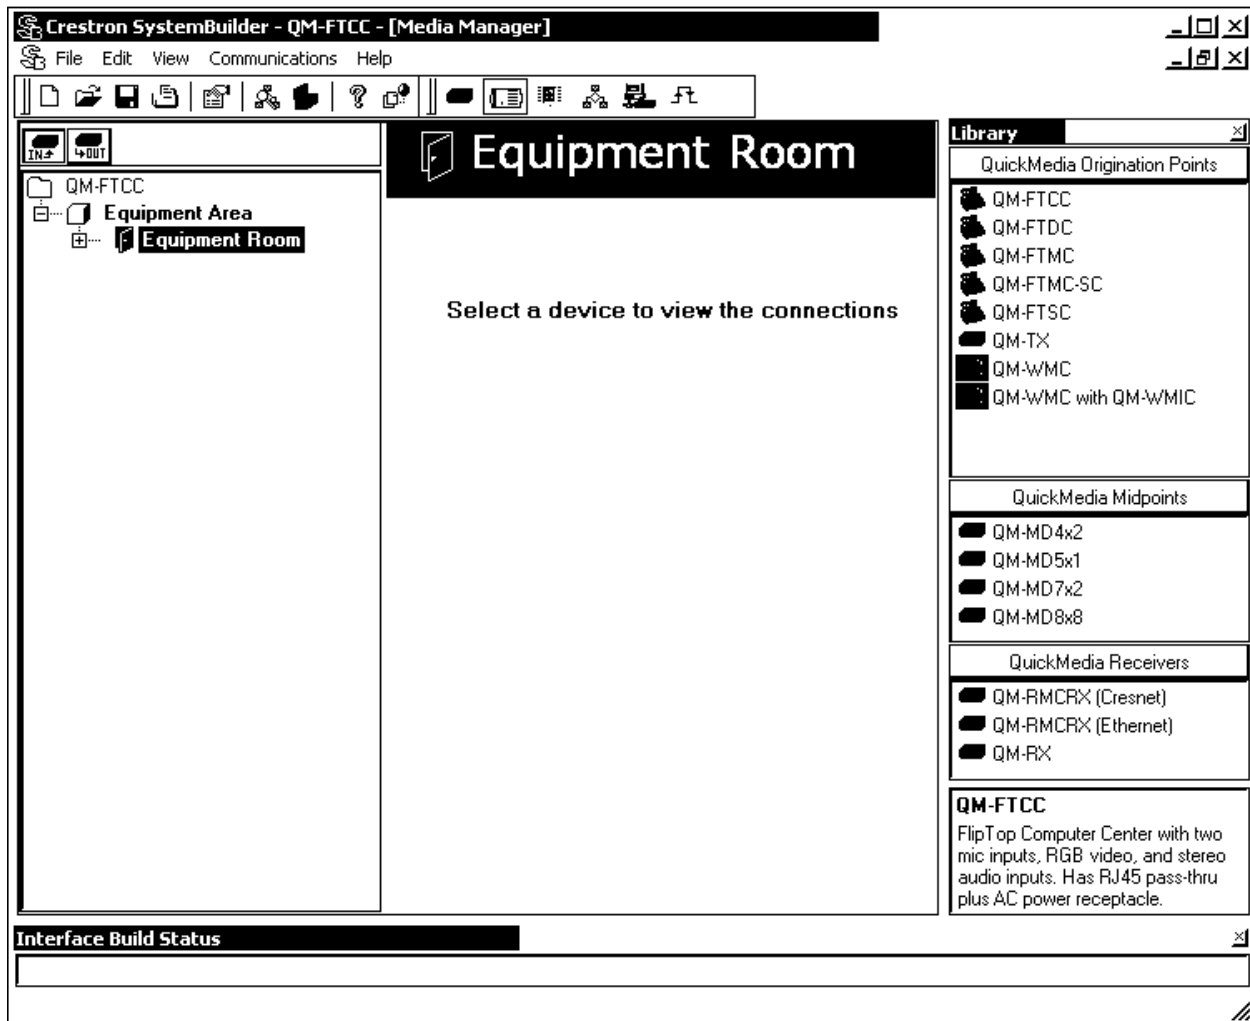 Crestron SystemBuilder - QM-FTCC - [Media Manager]
File Edit View Communications Help
IN OUT
QM-FTCC
Equipment Area
Equipment Room
Equipment Room
Select a device to view the connections
Library
QuickMedia Origination Points
QM-FTCC
QM-FTDC
QM-FTMC
QM-FTMC-SC
QM-FTSC
QM-TX
QM-WMC
QM-WMC with QM-WMIC
QuickMedia Midpoints
QM-MD4x2
QM-MD5x1
QM-MD7x2
QM-MD8x8
QuickMedia Receivers
QM-RMCRX (Cresnet)
QM-RMCRX (Ethernet)
QM-RX
QM-FTCC
FlipTop Computer Center with two
mic inputs, RGB video, and stereo
audio inputs. Has RJ45 pass-thru
plus AC power receptacle.
Interface Build Status